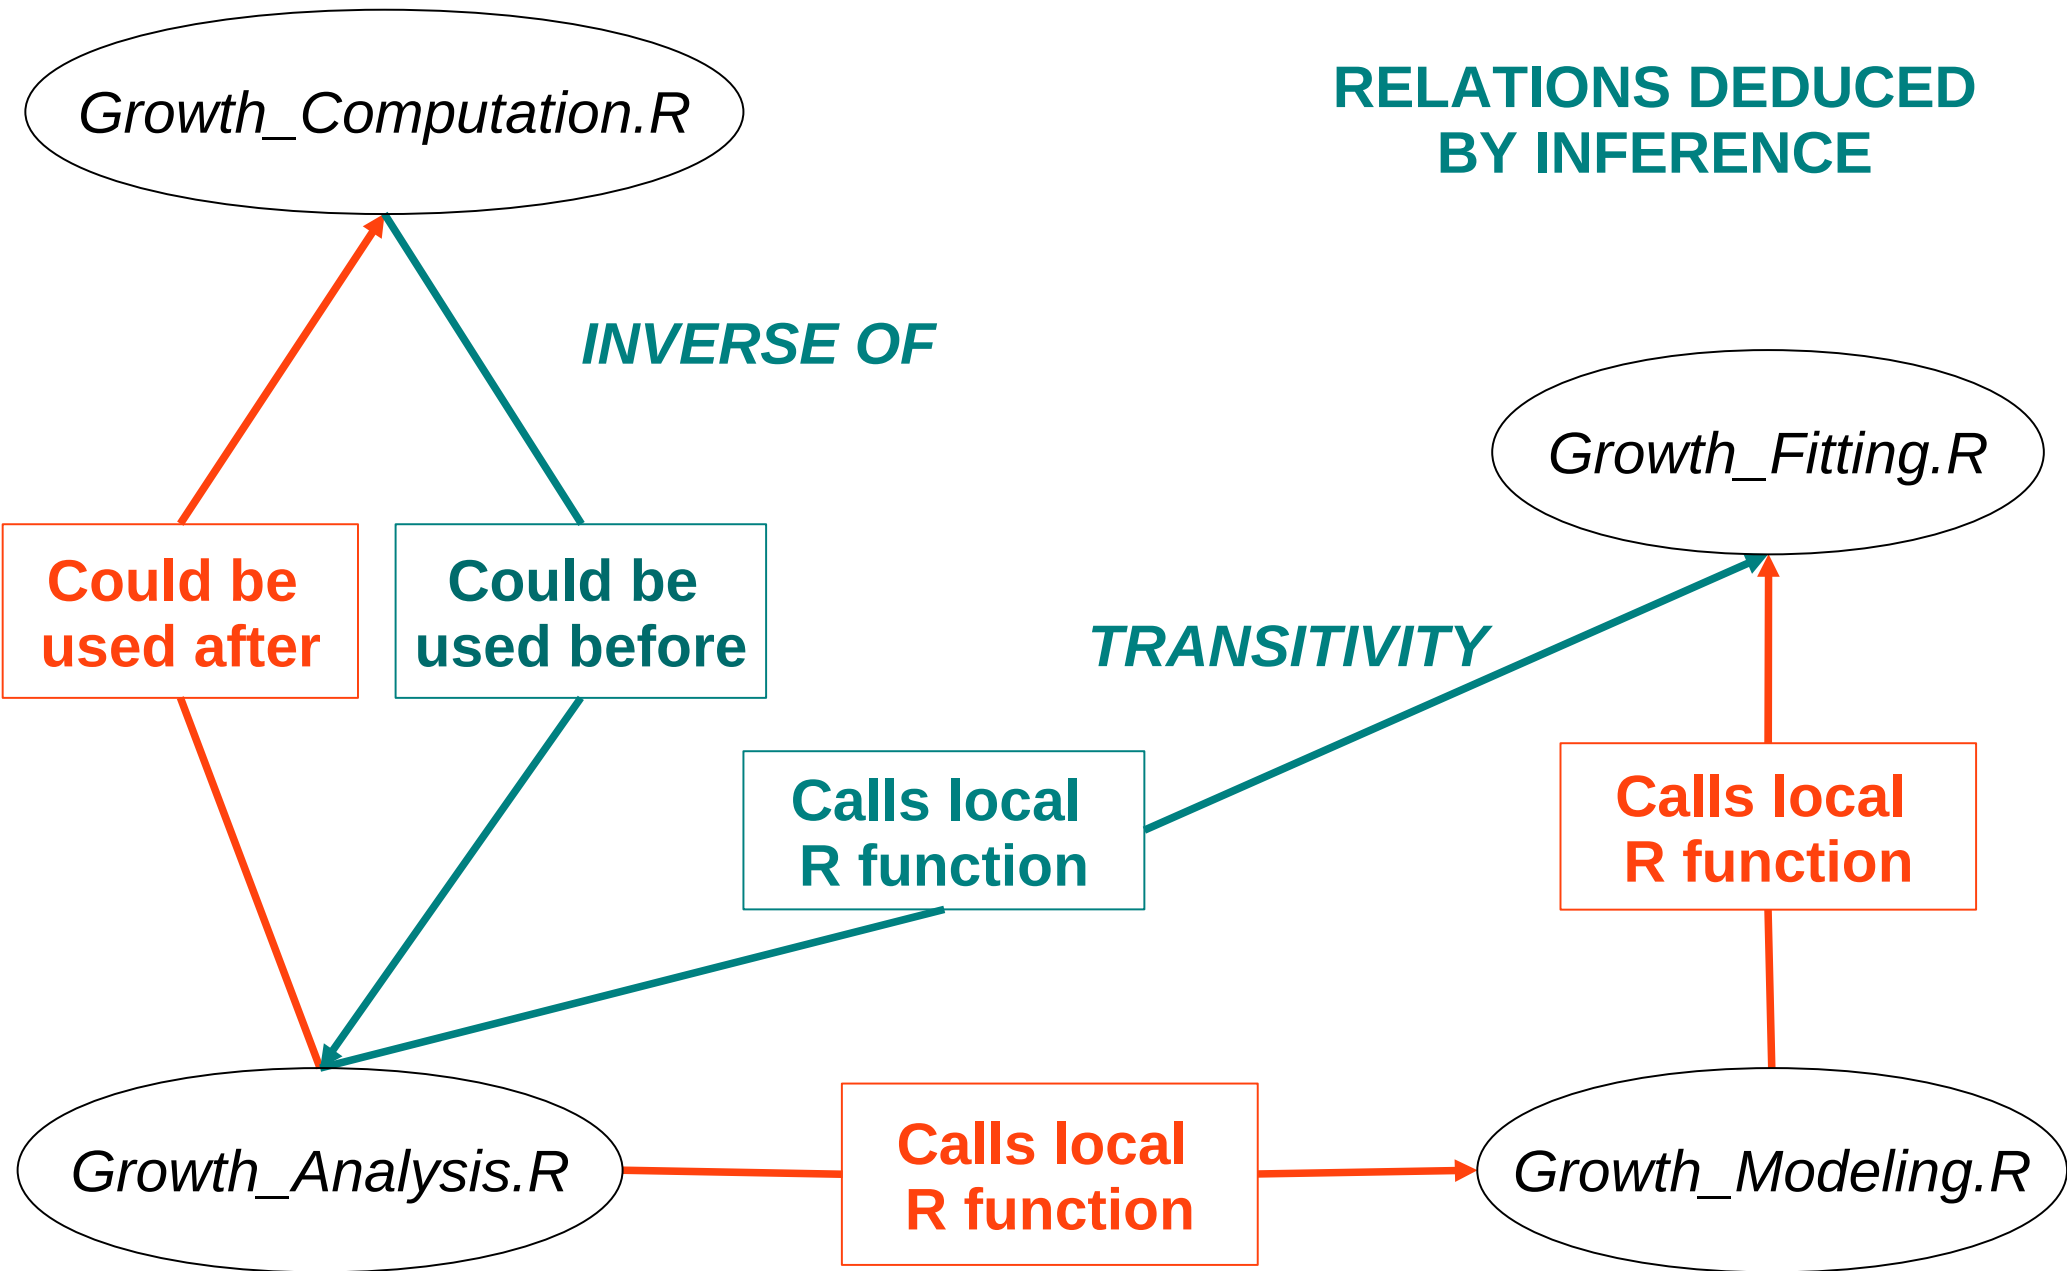 Growth_Computation.R
RELATIONS DEDUCED
BY INFERENCE
INVERSE OF
Growth_Fitting.R
Could be
used after
Could be
used before
TRANSITIVITY
Calls local
R function
Calls local
R function
Growth_Analysis.R
Calls local
R function
Growth_Modeling.R